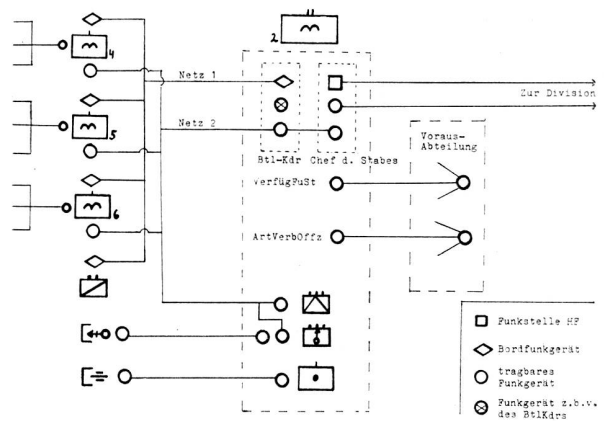 2
4
Netz 1
Zur Division
5
Netz 2
Voraus-
Abteilung
Btl-Kdr
Chef d. Stabes
VerfügFuSt
6
ArtVerbOffz
Funkstelle HF
Bordfunkgerät
tragbares
Funkgerät
Funkgerät z.b.v.
des BtlKdrs